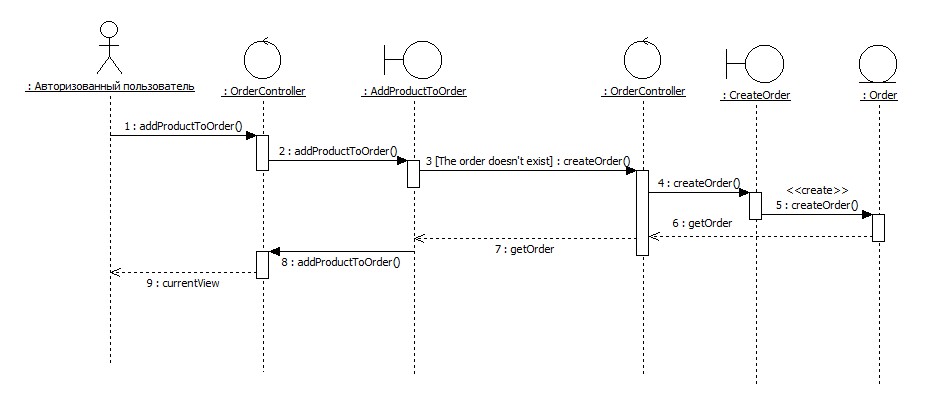 : Авторизованный пользователь
: OrderController
: AddProductToOrder
: OrderController
: CreateOrder
: Order
1 : addProductToOrder()
2 : addProductToOrder()
3 [The order doesn't exist] : createOrder()
4 : createOrder()
<<create>>
5 : createOrder()
6 : getOrder
7 : getOrder
8 : addProductToOrder()
9 : currentView